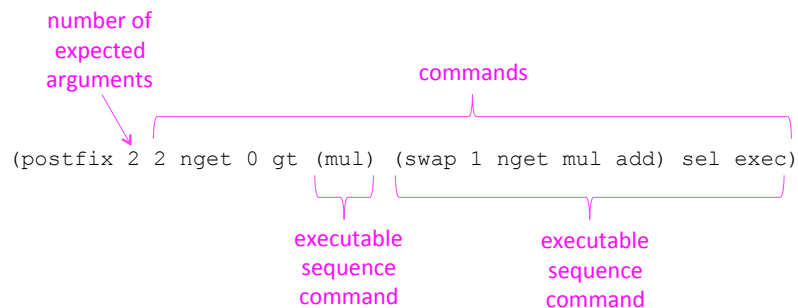 number of
expected
arguments
commands
(postfix 2 2 nget 0 gt (mul) (swap 1 nget mul add) sel exec)
executable
sequence
command
executable
sequence
command